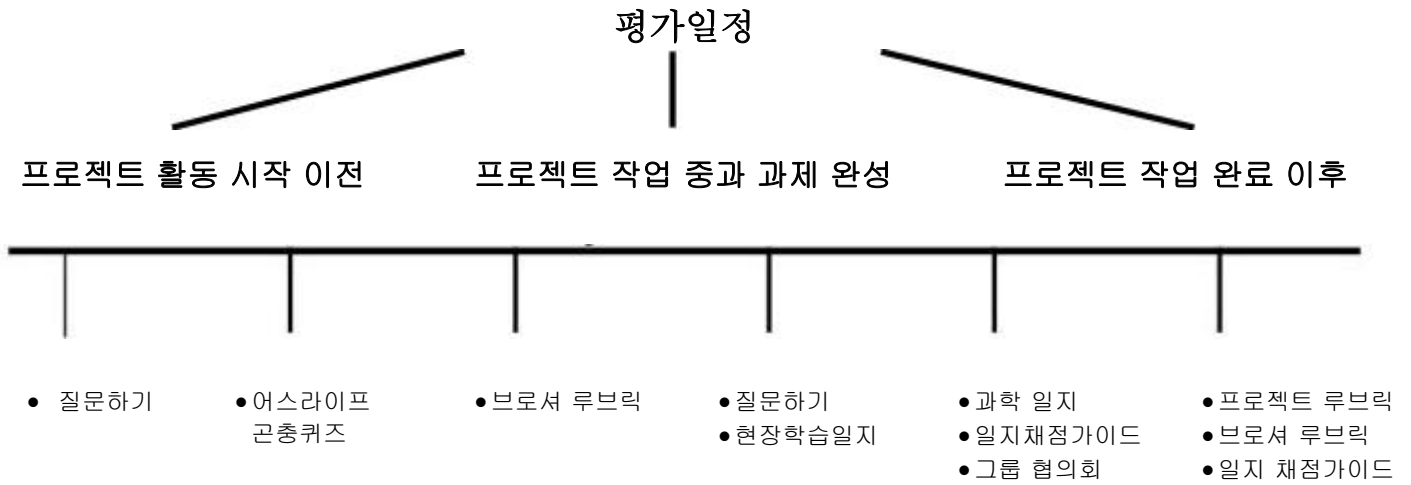 평가일정
프로젝트 활동 시작 이전
프로젝트 작업 중과 과제 완성
프로젝트 작업 완료 이후
• 질문하기
•어스라이프
곤충퀴즈
•브로셔 루브릭
•질문하기
•현장학습일지
•과학 일지
•일지채점가이드
•그룹 협의회
•프로젝트 루브릭
•브로셔 루브릭
•일지 채점가이드